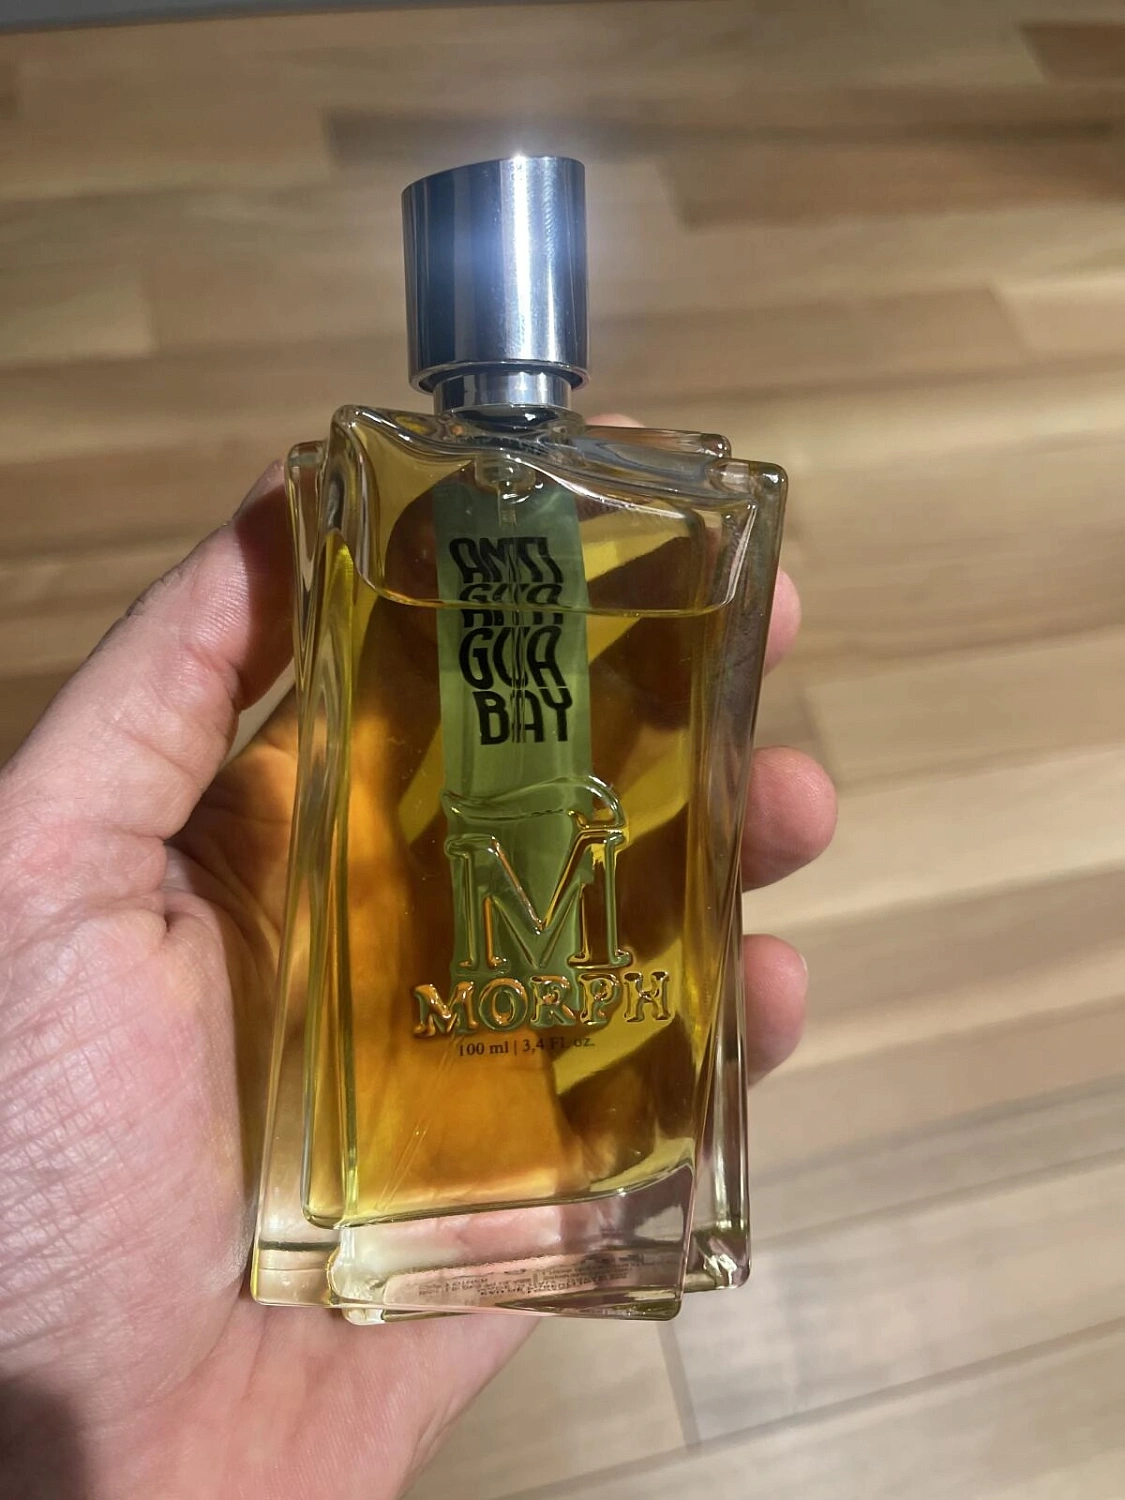 ANTI
GUA
BAY
M
MORPH
100 ml | 3,4 Fl. oz.